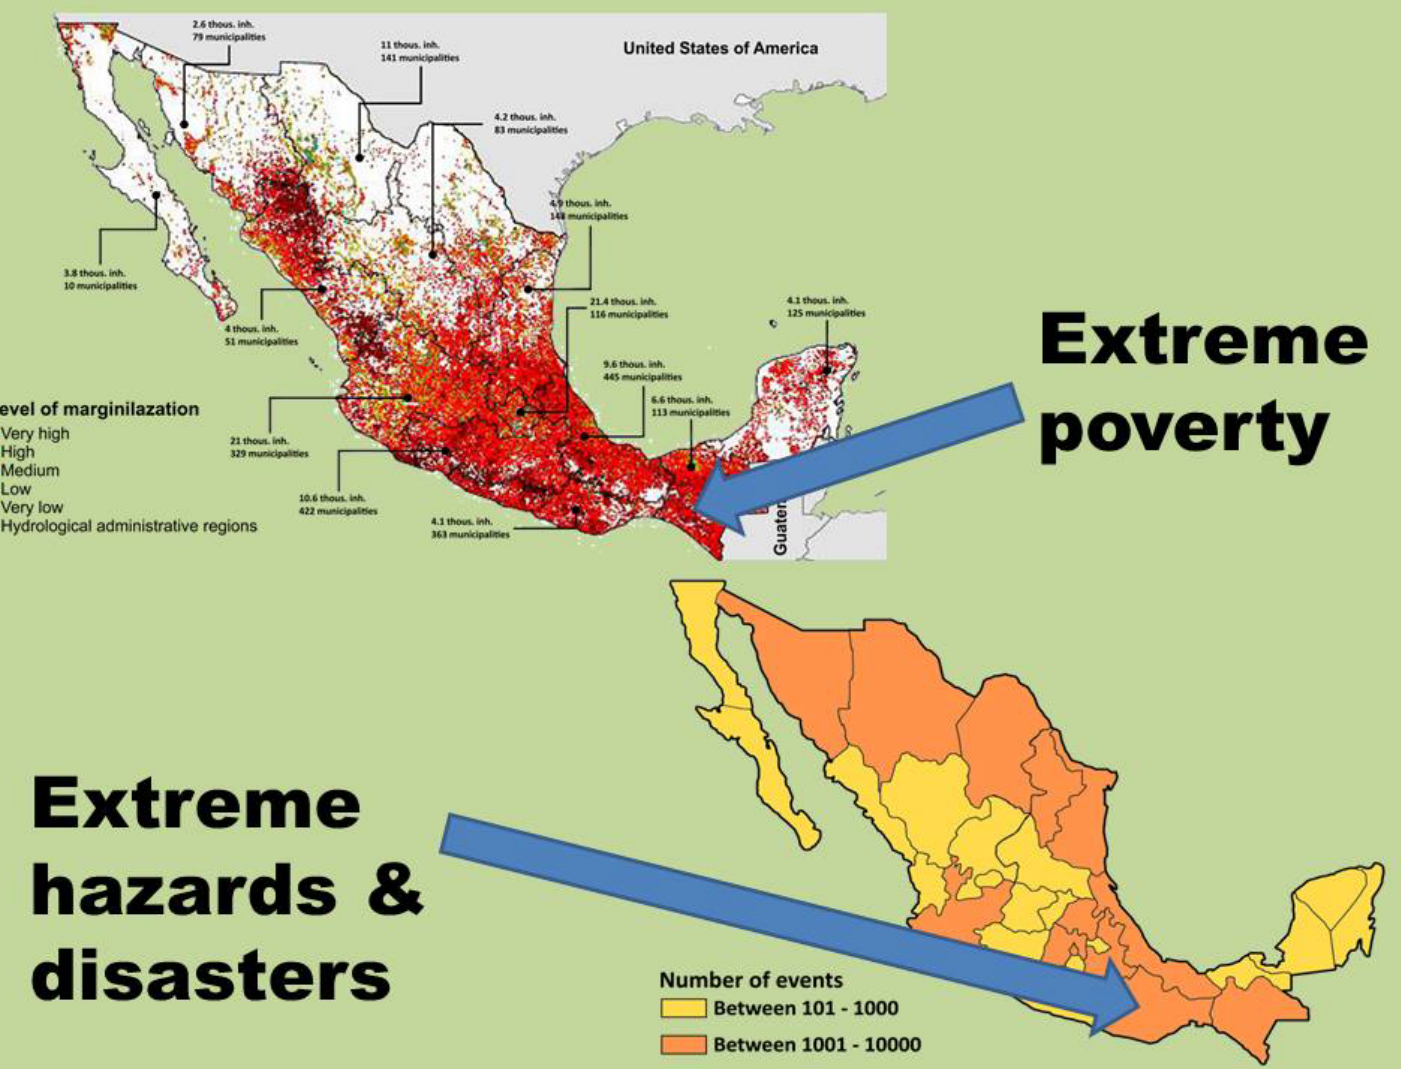 2.6 thous. inh.
79 municipalities
11 thous. inh.
141 municipalities
United States of America
4.2 thous. inh.
83 municipalities
4.9 thous. inh.
148 municipalities
3.8 thous. inh.
10 municipalities
21.4 thous. inh.
116 municipalities
4.1 thous. inh.
125 municipalities
4 thous. inh.
51 municipalities
Extreme
poverty
9.6 thous. inh.
445 municipalities
6.6 thous. inh.
113 municipalities
evel of marginilazation
Very high
High
Medium
Low
Very low
Hydrological administrative regions
21 thous. inh.
329 municipalities
10.6 thous. inh.
422 municipalities
4.1 thous. inh.
363 municipalities
Guaten
Extreme
hazards &
disasters
Number of events
Between 101 - 1000
Between 1001 - 10000